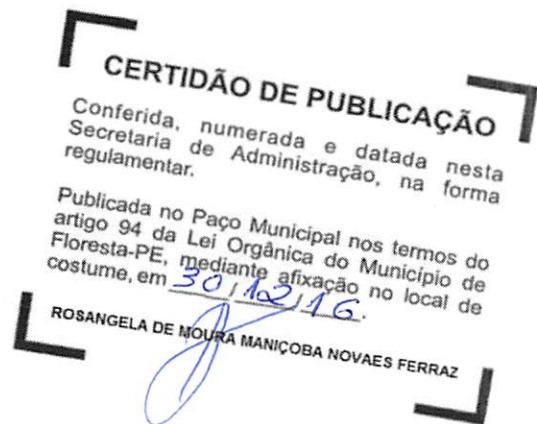 CERTIDÃO DE PUBLICAÇÃO
Conferida, numerada e datada nesta
Secretaria de Administração, na forma
regulamentar.
Publicada no Paço Municipal nos termos do
artigo 94 da Lei Orgânica do Município de
Floresta-PE, mediante afixação no local de
costume, em 30/12/16.
ROSANGELA DE MOURA MANIÇOBA NOVAES FERRAZ